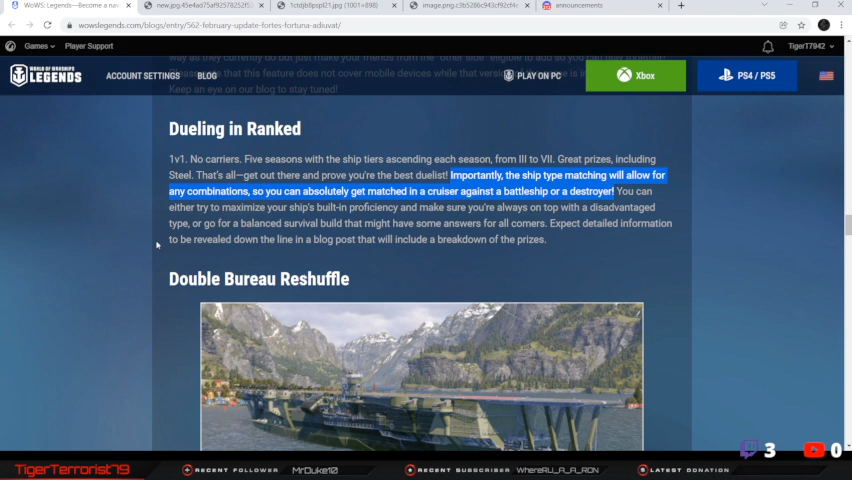 WoWS: Legends—Become a nav
new.jpg.45e4ad75af92578252f5
1ctdjb8pspl21.jpg (1001×898)
image.png.c3b5286c943cf92cf4
announcements
wowslegends.com/blogs/entry/562-february-update-fortes-fortuna-adiuvat/
Games
Player Support
TigerT7942
WORLD OF WARSHIPS
LEGENDS
ACCOUNT SETTINGS
BLOG
PLAY ON PC
Xbox
PS4 / PS5
Keep an eye on our blog to stay tuned!
Dueling in Ranked
1v1. No carriers. Five seasons with the ship tiers ascending each season, from III to VII. Great prizes, including
Steel. That's all—get out there and prove you're the best duelist! Importantly, the ship type matching will allow for
any combinations, so you can absolutely get matched in a cruiser against a battleship or a destroyer! You can
either try to maximize your ship's built-in proficiency and make sure you're always on top with a disadvantaged
type, or go for a balanced survival build that might have some answers for all comers. Expect detailed information
to be revealed down the line in a blog post that will include a breakdown of the prizes.
Double Bureau Reshuffle
3
0
TigerTerrorist79
RECENT FOLLOWER
MrDuke10
RECENT SUBSCRIBER
WhereRU_A_A_RON
LATEST DONATION